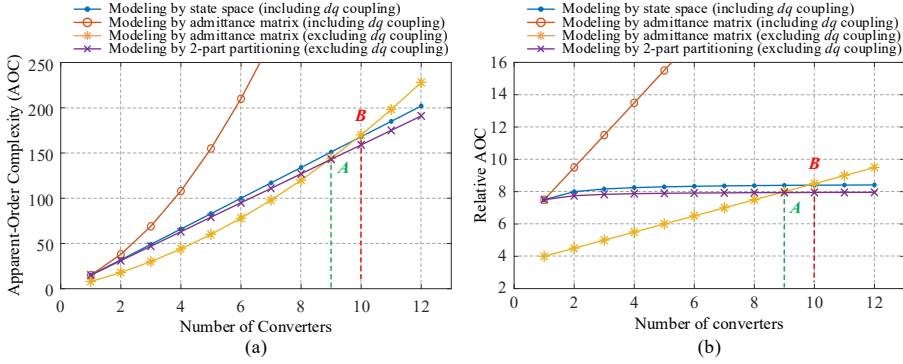 Modeling by state space (including dq coupling)
Modeling by admittance matrix (including dq coupling)
Modeling by admittance matrix (excluding dq coupling)
Modeling by 2-part partitioning (excluding dq coupling)
Apparent-Order Complexity (AOC)
250
200
150
100
50
0
0 2 4 6 8 10 12
B
A
Number of Converters
(a)
Modeling by state space (including dq coupling)
Modeling by admittance matrix (including dq coupling)
Modeling by admittance matrix (excluding dq coupling)
Modeling by 2-part partitioning (excluding dq coupling)
Relative AOC
16
14
12
10
8
6
4
2
0 2 4 6 8 10 12
B
A
Number of converters
(b)